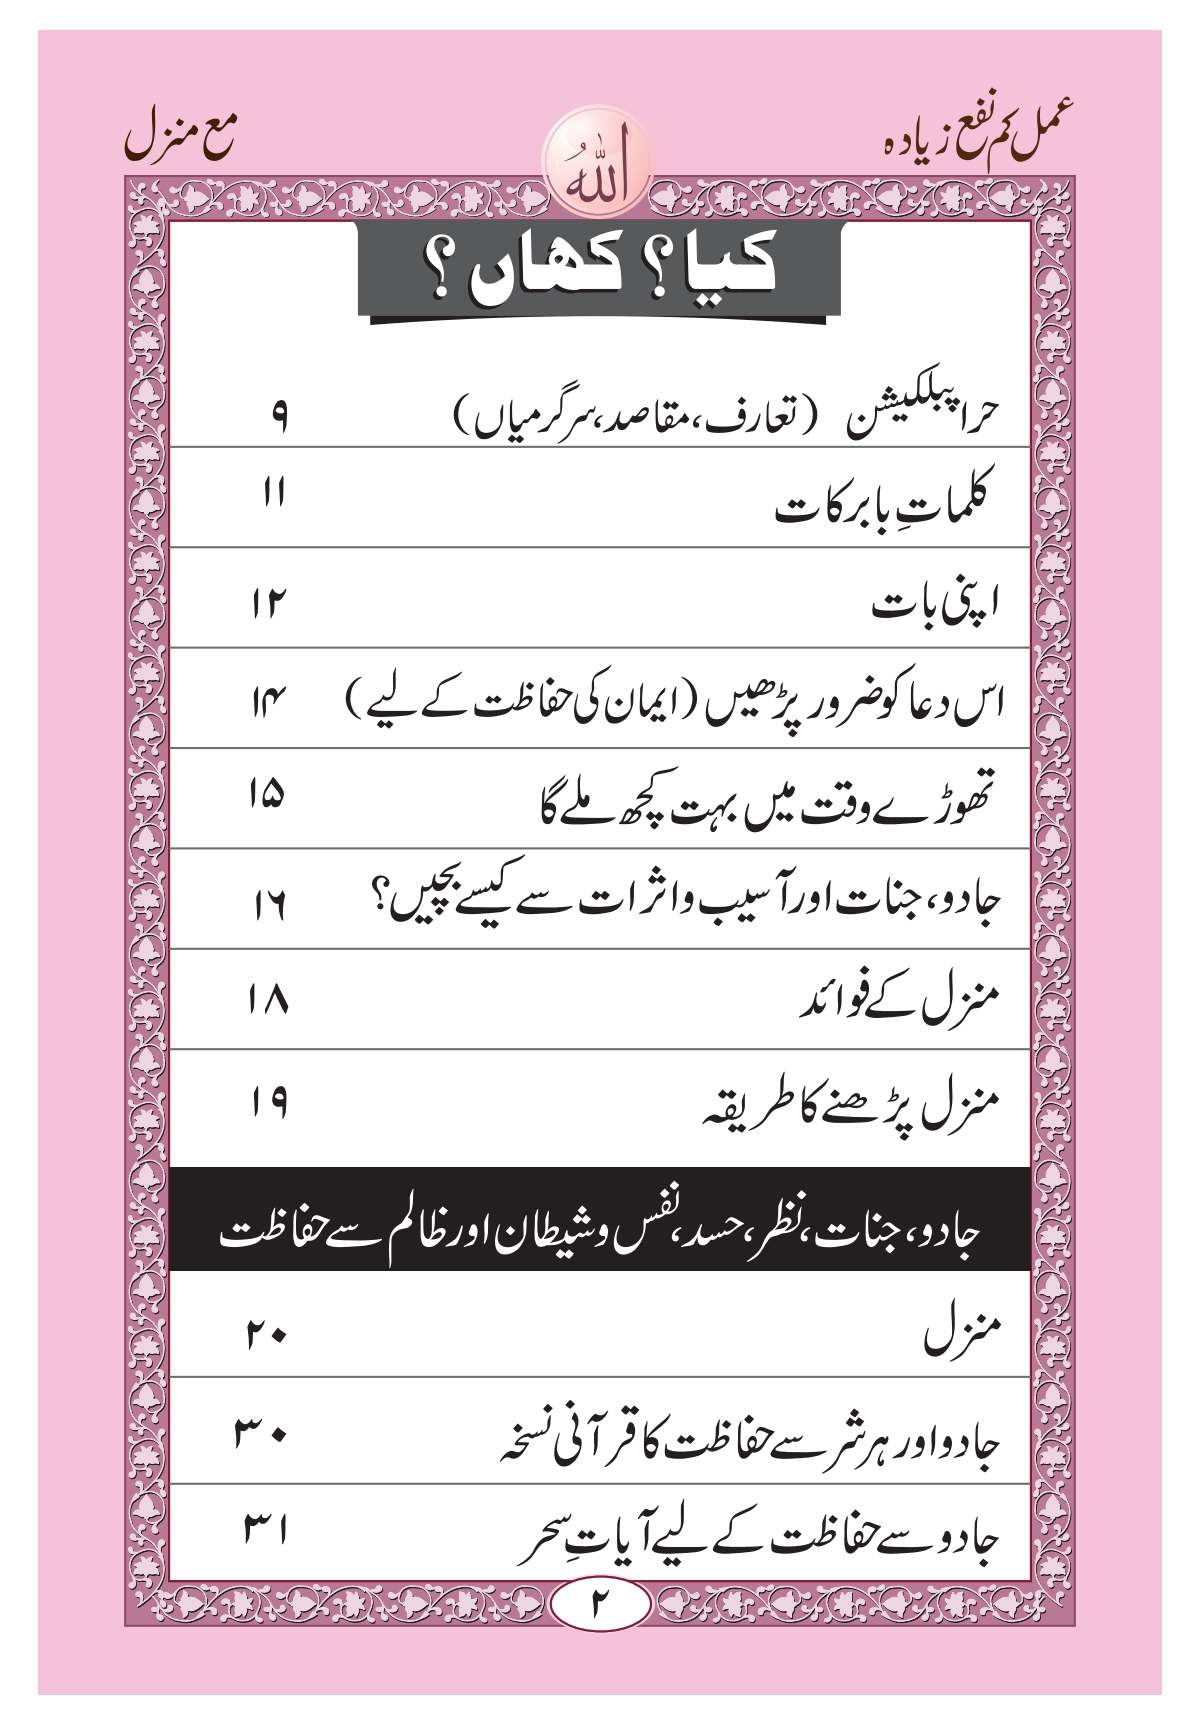 عمل کم نفع زیادہ
مع منزل
اللہ
کیا؟ کہاں؟
حرا پبلکیشن (تعارف، مقاصد، سرگرمیاں) ۹
کلماتِ بابرکات ۱۱
اپنی بات ۱۲
اس دعا کو ضرور پڑھیں (ایمان کی حفاظت کے لیے) ۱۴
تھوڑے وقت میں بہت کچھ ملے گا ۱۵
جادو، جنات اور آسیب و اثرات سے کیسے بچیں؟ ۱۶
منزل کے فوائد ۱۸
منزل پڑھنے کا طریقہ ۱۹
جادو، جنات، نظر، حسد، نفس و شیطان اور ظالم سے حفاظت
منزل ۲۰
جادو اور ہر شر سے حفاظت کا قرآنی نسخہ ۳۰
جادو سے حفاظت کے لیے آیاتِ سحر ۳۱
۲